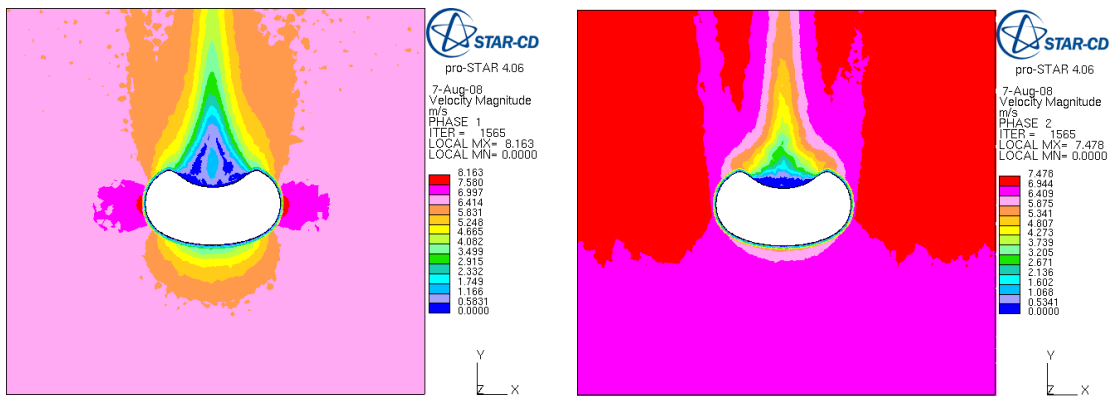 STAR-CD
pro-STAR 4.06
7-Aug-08
Velocity Magnitude
m/s
PHASE 1
ITER = 1565
LOCAL MX= 8.163
LOCAL MN= 0.0000
8.163
7.580
6.997
6.414
5.831
5.248
4.665
4.082
3.499
2.915
2.332
1.749
1.166
0.5831
0.0000
Y
Z X
STAR-CD
pro-STAR 4.06
7-Aug-08
Velocity Magnitude
m/s
PHASE 2
ITER = 1565
LOCAL MX= 7.478
LOCAL MN= 0.0000
7.478
6.944
6.409
5.875
5.341
4.807
4.273
3.739
3.205
2.671
2.136
1.602
1.068
0.5341
0.0000
Y
Z X